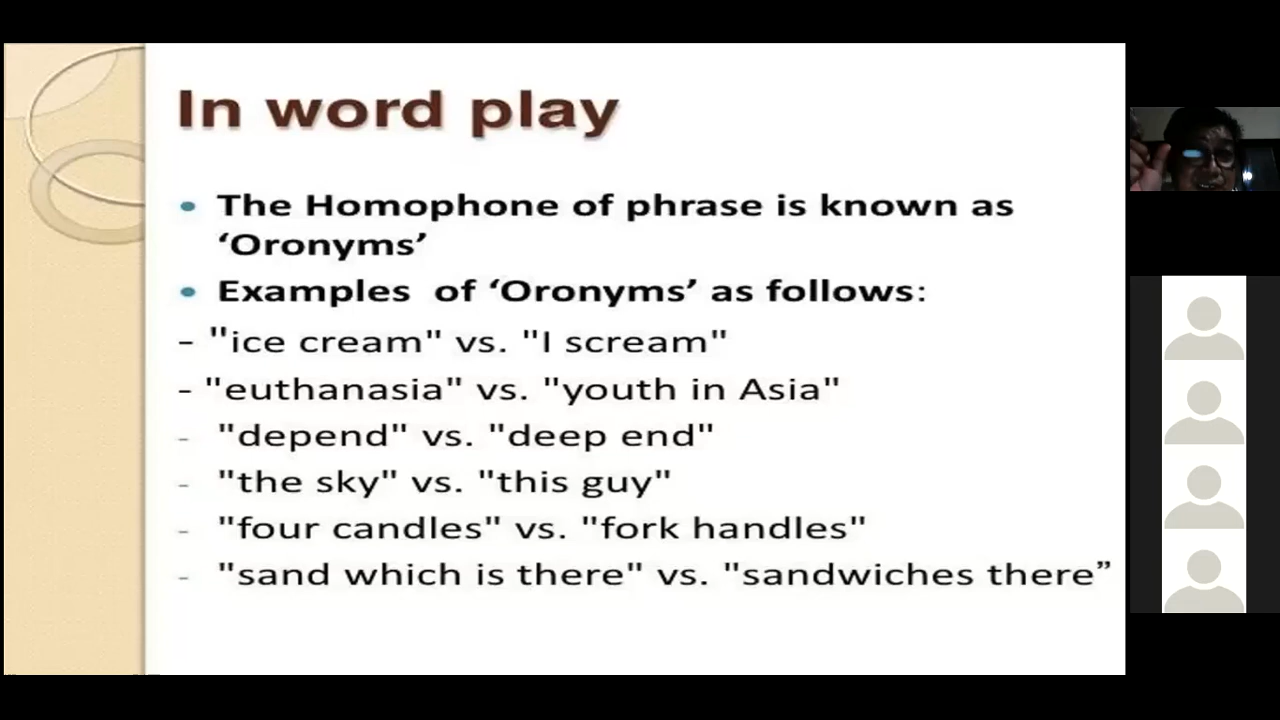 In word play
• The Homophone of phrase is known as
‘Oronyms’
• Examples  of ‘Oronyms’ as follows:
- "ice cream" vs. "I scream"
- "euthanasia" vs. "youth in Asia"
- "depend" vs. "deep end"
- "the sky" vs. "this guy"
- "four candles" vs. "fork handles"
- "sand which is there" vs. "sandwiches there”